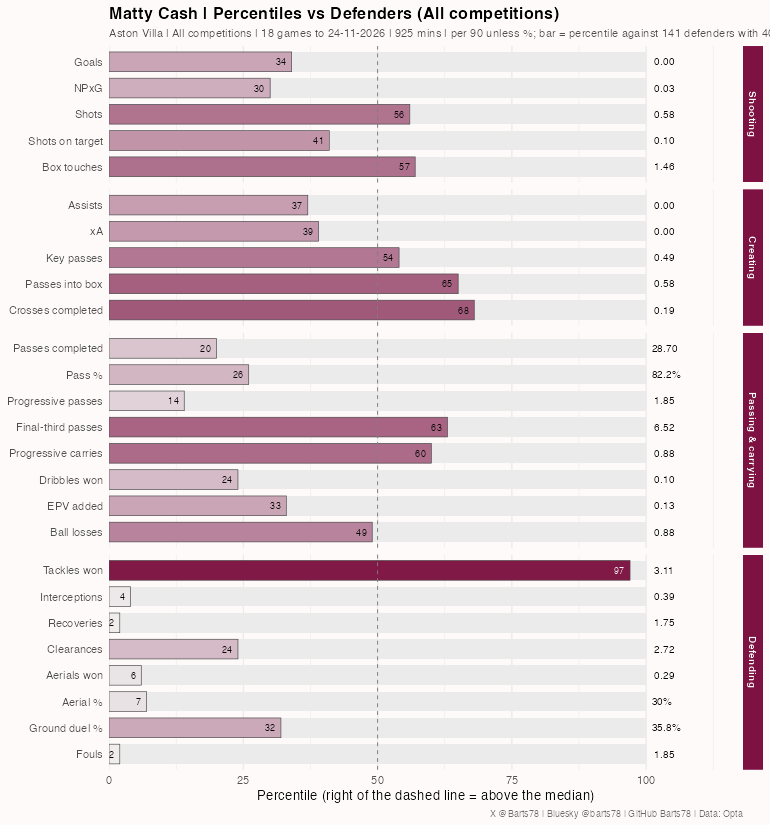 Matty Cash | Percentiles vs Defenders (All competitions)
Aston Villa | All competitions | 18 games to 24-11-2026 | 925 mins | per 90 unless %; bar = percentile against 141 defenders with 40
Goals 34 0.00
NPxG 30 0.03
Shots 56 0.58
Shots on target 41 0.10
Box touches 57 1.46
Shooting
Assists 37 0.00
xA 39 0.00
Key passes 54 0.49
Passes into box 65 0.58
Crosses completed 68 0.19
Creating
Passes completed 20 28.70
Pass % 26 82.2%
Progressive passes 14 1.85
Final-third passes 63 6.52
Progressive carries 60 0.88
Dribbles won 24 0.10
EPV added 33 0.13
Ball losses 49 0.88
Passing & carrying
Tackles won 97 3.11
Interceptions 4 0.39
Recoveries 2 1.75
Clearances 24 2.72
Aerials won 6 0.29
Aerial % 7 30%
Ground duel % 32 35.8%
Fouls 2 1.85
Defending
0 25 50 75 100
Percentile (right of the dashed line = above the median)
X @Barts78 | Bluesky @barts78 | GitHub Barts78 | Data: Opta